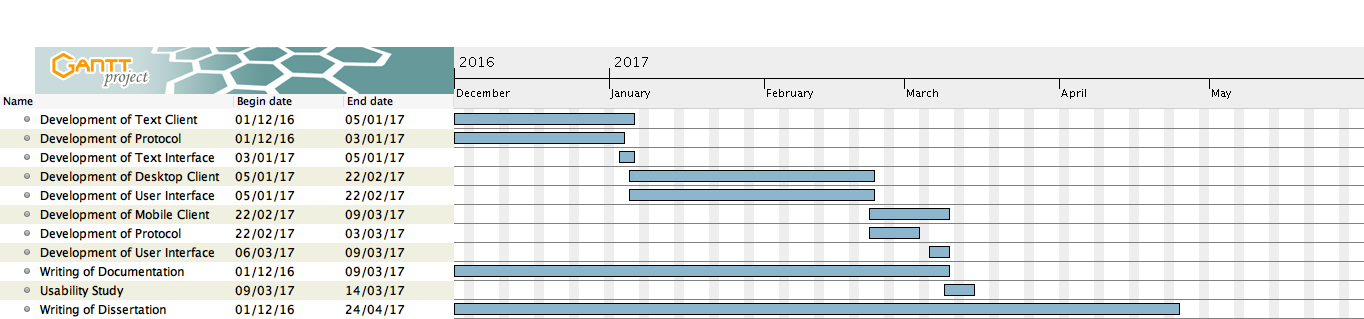 GANTT
project
2016 2017
December January February March April May
Name Begin date End date
Development of Text Client 01/12/16 05/01/17
Development of Protocol 01/12/16 03/01/17
Development of Text Interface 03/01/17 05/01/17
Development of Desktop Client 05/01/17 22/02/17
Development of User Interface 05/01/17 22/02/17
Development of Mobile Client 22/02/17 09/03/17
Development of Protocol 22/02/17 03/03/17
Development of User Interface 06/03/17 09/03/17
Writing of Documentation 01/12/16 09/03/17
Usability Study 09/03/17 14/03/17
Writing of Dissertation 01/12/16 24/04/17